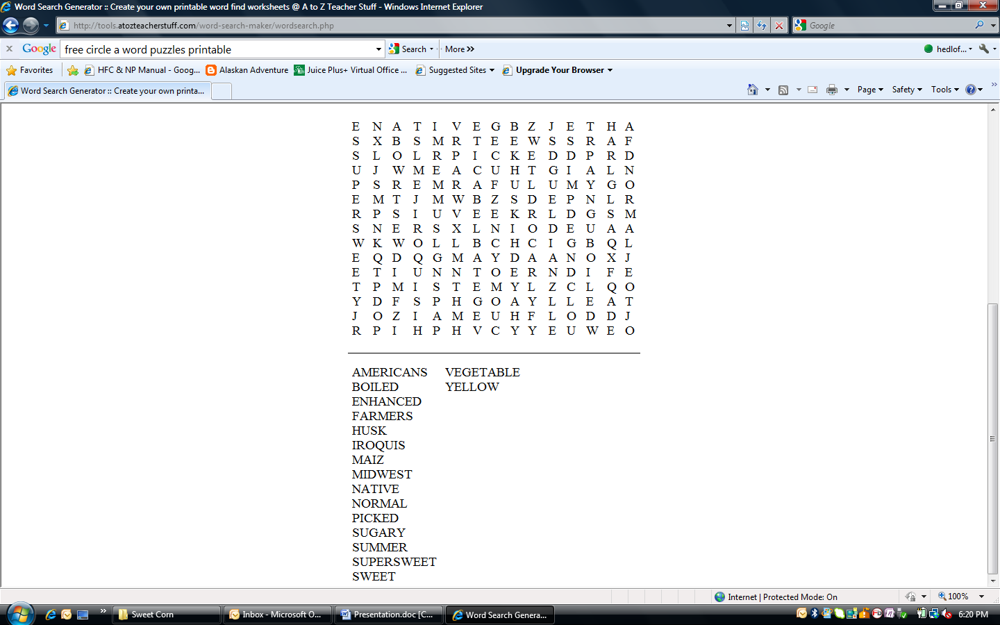 Word Search Generator :: Create your own printable word find worksheets @ A to Z Teacher Stuff - Windows Internet Explorer
http://tools.atozteacherstuff.com/word-search-maker/wordsearch.php
Google
x Google free circle a word puzzles printable Search More >> hedlof...
Favorites HFC & NP Manual - Goog... Alaskan Adventure Juice Plus+ Virtual Office ... Suggested Sites Upgrade Your Browser
Word Search Generator :: Create your own printa... Page Safety Tools
E N A T I V E G B Z J E T H A
S X B S M R T E E W S S R A F
S L O L R P I C K E D D P R D
U J W M E A C U H T G I A L N
P S R E M R A F U L U M Y G O
E M T J M W B Z S D E P N L R
R P S I U V E E K R L D G S M
S N E R S X L N I O D E U A A
W K W O L L B C H C I G B Q L
E Q D Q G M A Y D A A N O X J
E T I U N N T O E R N D I F E
T P M I S T E M Y L Z C L Q O
Y D F S P H G O A Y L L E A T
J O Z I A M E U H F L O D D J
R P I H P H V C Y Y E U W E O
AMERICANS VEGETABLE
BOILED YELLOW
ENHANCED
FARMERS
HUSK
IROQUIS
MAIZ
MIDWEST
NATIVE
NORMAL
PICKED
SUGARY
SUMMER
SUPERSWEET
SWEET
Internet | Protected Mode: On 100%
Sweet Corn Inbox - Microsoft O... Presentation.doc [C... Word Search Genera... 6:20 PM